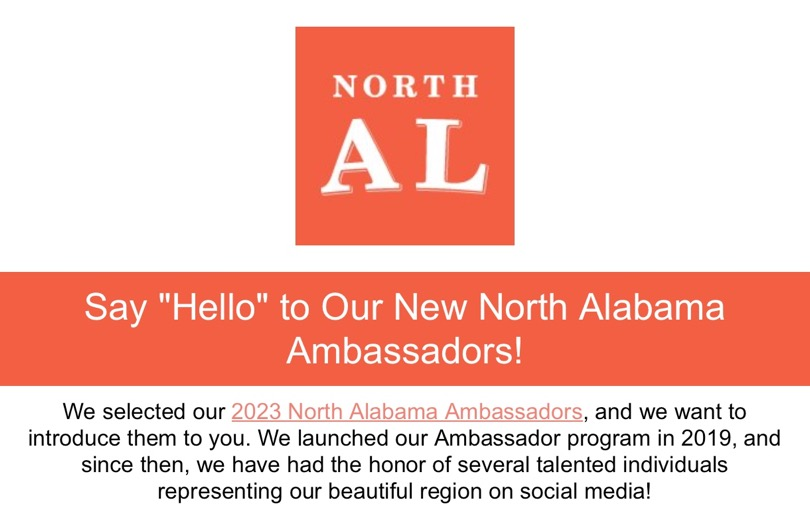 NORTH
AL
Say "Hello" to Our New North Alabama
Ambassadors!
We selected our 2023 North Alabama Ambassadors, and we want to
introduce them to you. We launched our Ambassador program in 2019, and
since then, we have had the honor of several talented individuals
representing our beautiful region on social media!